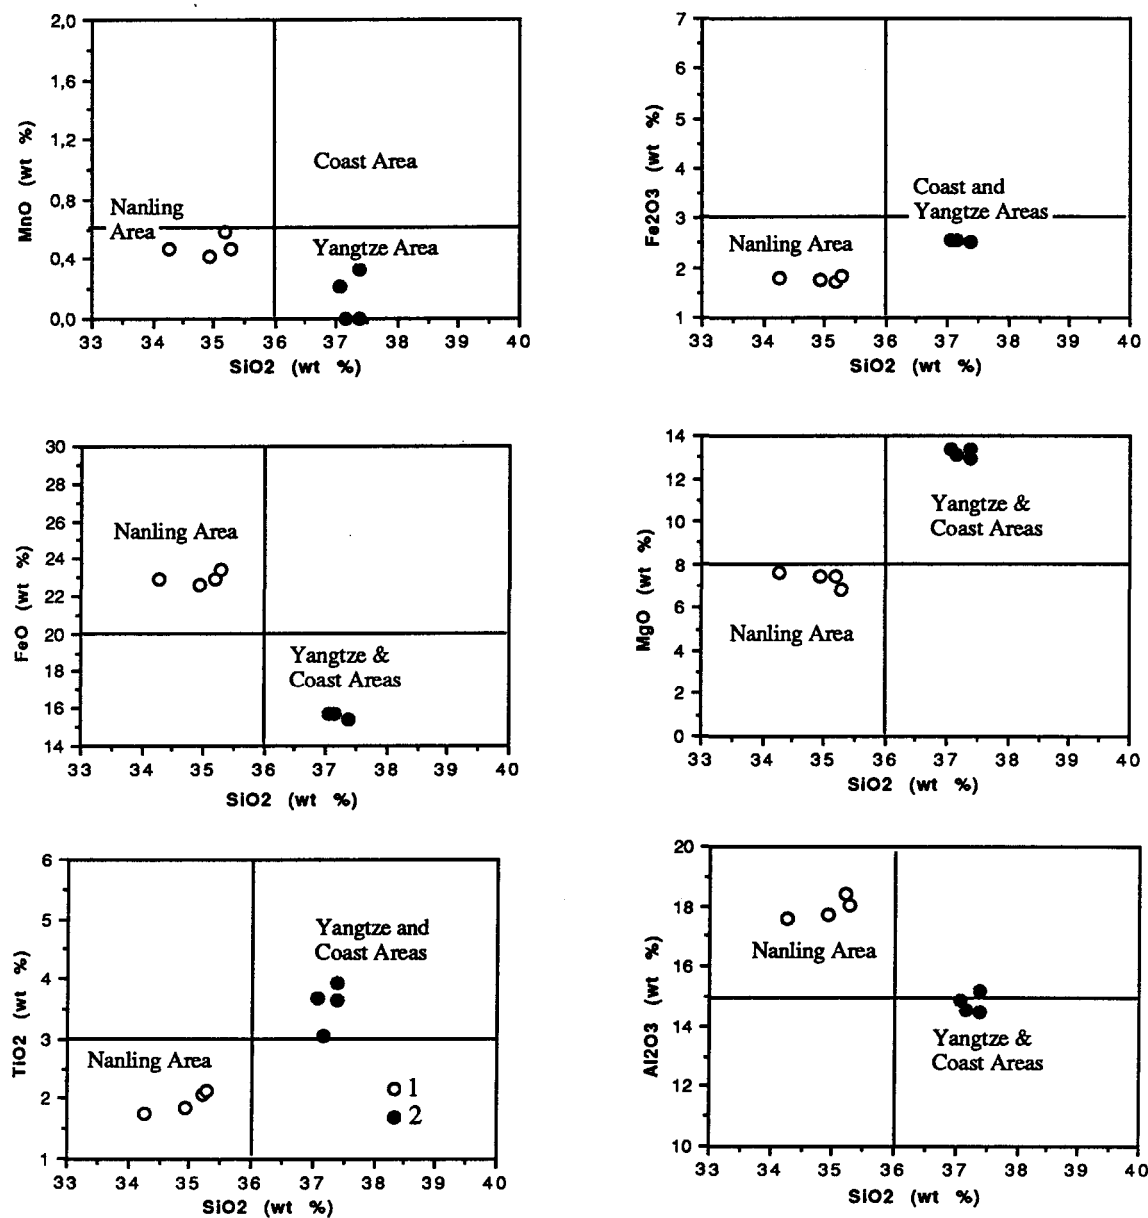 2,0
1,6
1,2
0,8
0,4
0,0
MnO (wt %)
Coast Area
Nanling
Area
Yangtze Area
33 34 35 36 37 38 39 40
SiO2 (wt %)
7
6
5
4
3
2
1
Fe2O3 (wt %)
Coast and
Yangtze Areas
Nanling Area
33 34 35 36 37 38 39 40
SiO2 (wt %)
30
28
26
24
22
20
18
16
14
FeO (wt %)
Nanling Area
Yangtze &
Coast Areas
33 34 35 36 37 38 39 40
SiO2 (wt %)
14
12
10
8
6
4
2
0
MgO (wt %)
Yangtze &
Coast Areas
Nanling Area
33 34 35 36 37 38 39 40
SiO2 (wt %)
6
5
4
3
2
1
TiO2 (wt %)
Yangtze and
Coast Areas
Nanling Area
1
2
33 34 35 36 37 38 39 40
SiO2 (wt %)
20
18
16
14
12
10
Al2O3 (wt %)
Nanling Area
Yangtze &
Coast Areas
33 34 35 36 37 38 39 40
SiO2 (wt %)